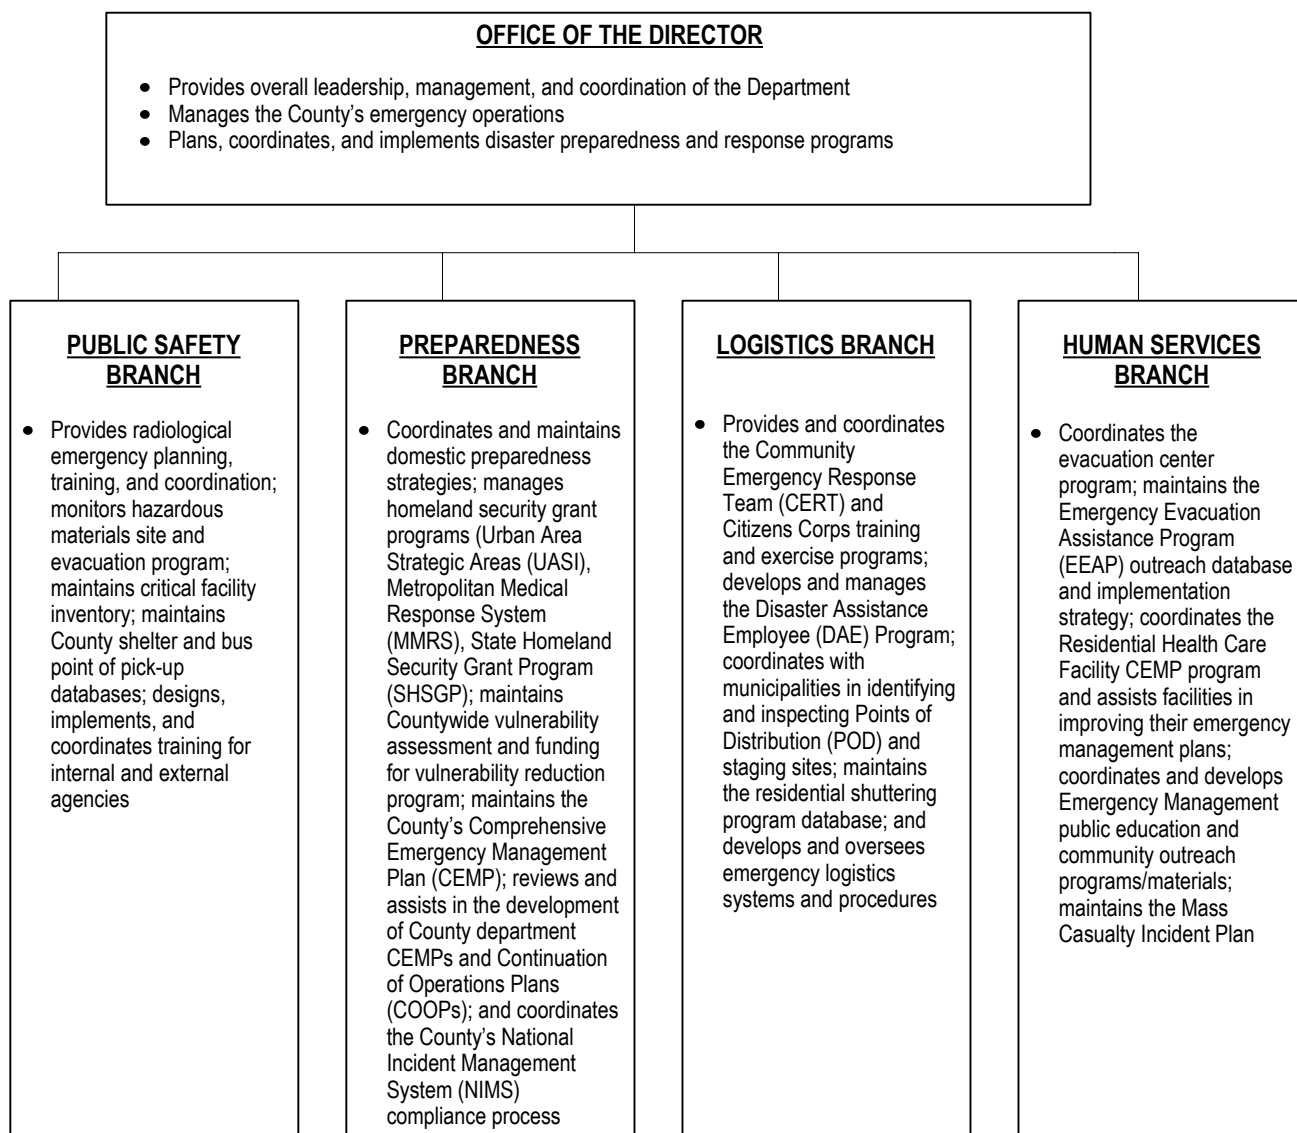 OFFICE OF THE DIRECTOR
• Provides overall leadership, management, and coordination of the Department
• Manages the County’s emergency operations
• Plans, coordinates, and implements disaster preparedness and response programs
PUBLIC SAFETY
BRANCH
• Provides radiological
emergency planning,
training, and coordination;
monitors hazardous
materials site and
evacuation program;
maintains critical facility
inventory; maintains
County shelter and bus
point of pick-up
databases; designs,
implements, and
coordinates training for
internal and external
agencies
PREPAREDNESS
BRANCH
• Coordinates and maintains
domestic preparedness
strategies; manages
homeland security grant
programs (Urban Area
Strategic Areas (UASI),
Metropolitan Medical
Response System
(MMRS), State Homeland
Security Grant Program
(SHSGP); maintains
Countywide vulnerability
assessment and funding
for vulnerability reduction
program; maintains the
County’s Comprehensive
Emergency Management
Plan (CEMP); reviews and
assists in the development
of County department
CEMPs and Continuation
of Operations Plans
(COOPs); and coordinates
the County’s National
Incident Management
System (NIMS)
compliance process
LOGISTICS BRANCH
• Provides and coordinates
the Community
Emergency Response
Team (CERT) and
Citizens Corps training
and exercise programs;
develops and manages
the Disaster Assistance
Employee (DAE) Program;
coordinates with
municipalities in identifying
and inspecting Points of
Distribution (POD) and
staging sites; maintains
the residential shuttering
program database; and
develops and oversees
emergency logistics
systems and procedures
HUMAN SERVICES
BRANCH
• Coordinates the
evacuation center
program; maintains the
Emergency Evacuation
Assistance Program
(EEAP) outreach database
and implementation
strategy; coordinates the
Residential Health Care
Facility CEMP program
and assists facilities in
improving their emergency
management plans;
coordinates and develops
Emergency Management
public education and
community outreach
programs/materials;
maintains the Mass
Casualty Incident Plan